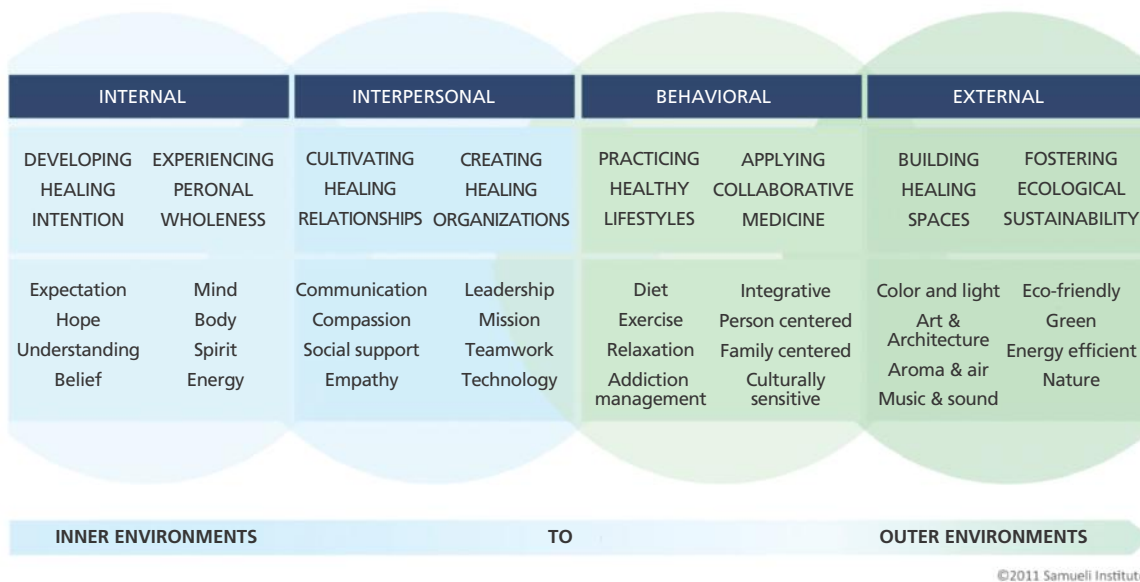 INTERNAL
INTERPERSONAL
BEHAVIORAL
EXTERNAL
DEVELOPING
HEALING
INTENTION
EXPERIENCING
PERONAL
WHOLENESS
CULTIVATING
HEALING
RELATIONSHIPS
CREATING
HEALING
ORGANIZATIONS
PRACTICING
HEALTHY
LIFESTYLES
APPLYING
COLLABORATIVE
MEDICINE
BUILDING
HEALING
SPACES
FOSTERING
ECOLOGICAL
SUSTAINABILITY
Expectation
Hope
Understanding
Belief
Mind
Body
Spirit
Energy
Communication
Compassion
Social support
Empathy
Leadership
Mission
Teamwork
Technology
Diet
Exercise
Relaxation
Addiction
management
Integrative
Person centered
Family centered
Culturally
sensitive
Color and light
Art &
Architecture
Aroma & air
Music & sound
Eco-friendly
Green
Energy efficient
Nature
INNER ENVIRONMENTS
TO
OUTER ENVIRONMENTS
©2011 Samueli Institute